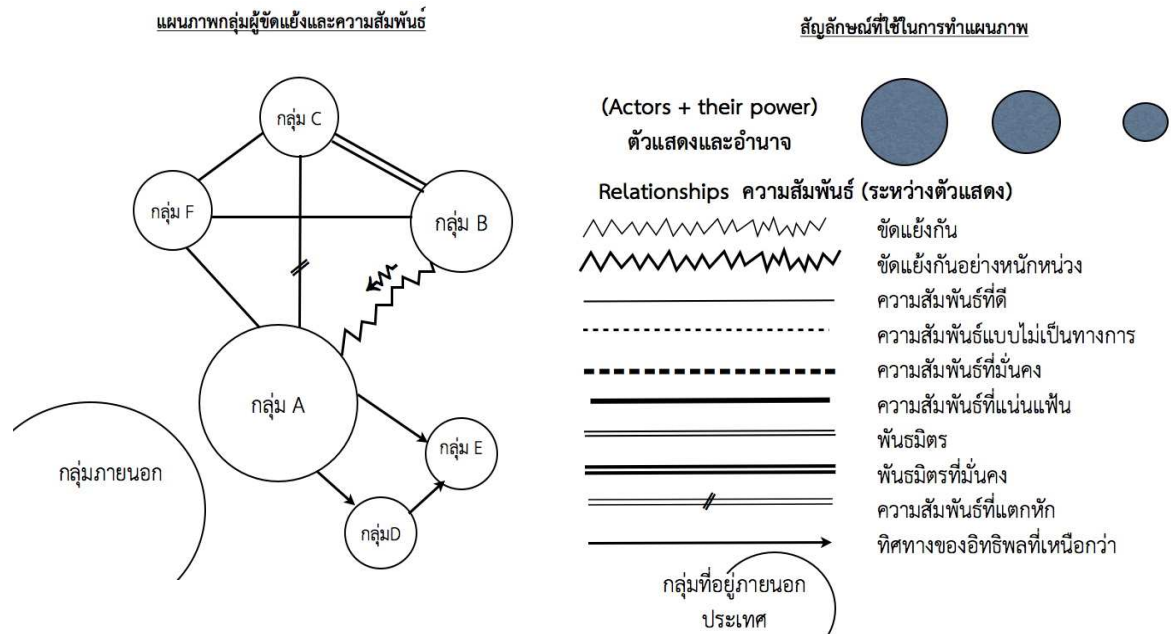 แผนภาพกลุ่มผู้ขัดแย้งและความสัมพันธ์
กลุ่ม C
กลุ่ม F
กลุ่ม B
กลุ่ม A
กลุ่ม E
กลุ่มD
กลุ่มภายนอก
สัญลักษณ์ที่ใช้ในการทำแผนภาพ
(Actors + their power)
ตัวแสดงและอำนาจ
Relationships ความสัมพันธ์ (ระหว่างตัวแสดง)
ขัดแย้งกัน
ขัดแย้งกันอย่างหนักหน่วง
ความสัมพันธ์ที่ดี
ความสัมพันธ์แบบไม่เป็นทางการ
ความสัมพันธ์ที่มั่นคง
ความสัมพันธ์ที่แน่นแฟ้น
พันธมิตร
พันธมิตรที่มั่นคง
ความสัมพันธ์ที่แตกหัก
ทิศทางของอิทธิพลที่เหนือกว่า
กลุ่มที่อยู่ภายนอก
ประเทศ